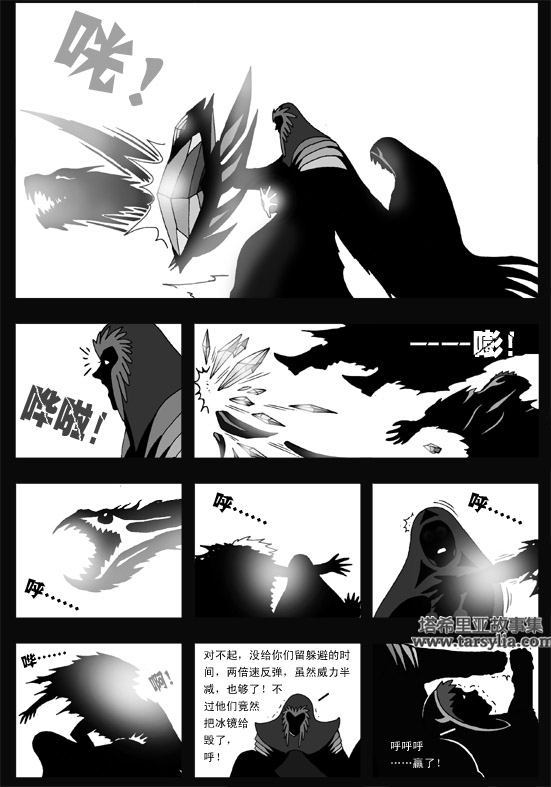 咣！
咔嚓！
————嘭！
呼……
呼……
呼……
塔希里亚故事集
www.tarsylia.com
哗……
啊！
对不起，没给你们留躲避的时
间，两倍速反弹，虽然威力半
减，也够了！不
过他们竟然
把冰镜给
毁了，
呼！
呼呼呼
……赢了！